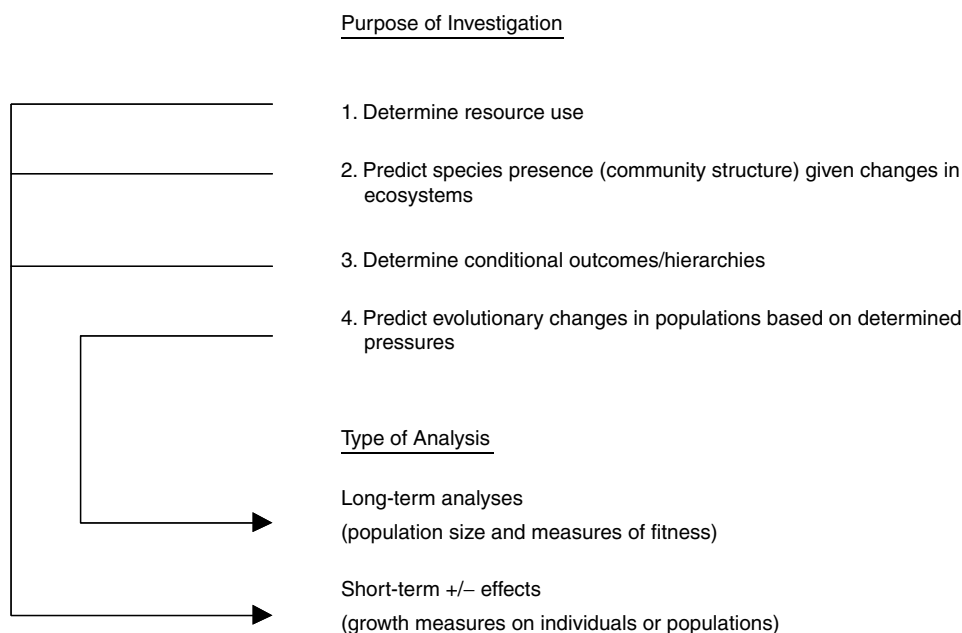 Purpose of Investigation
1. Determine resource use
2. Predict species presence (community structure) given changes in
ecosystems
3. Determine conditional outcomes/hierarchies
4. Predict evolutionary changes in populations based on determined
pressures
Type of Analysis
Long-term analyses
(population size and measures of fitness)
Short-term +/− effects
(growth measures on individuals or populations)